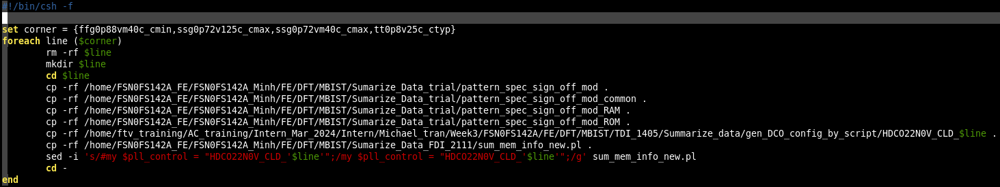 #!/bin/csh -f
set corner = {ffg0p88vm40c_cmin,ssg0p72v125c_cmax,ssg0p72vm40c_cmax,tt0p8v25c_ctyp}
foreach line ($corner)
        rm -rf $line
        mkdir $line
        cd $line
        cp -rf /home/FSN0FS142A_FE/FSN0FS142A_Minh/FE/DFT/MBIST/Sumarize_Data_trial/pattern_spec_sign_off_mod .
        cp -rf /home/FSN0FS142A_FE/FSN0FS142A_Minh/FE/DFT/MBIST/Sumarize_Data_trial/pattern_spec_sign_off_mod_common .
        cp -rf /home/FSN0FS142A_FE/FSN0FS142A_Minh/FE/DFT/MBIST/Sumarize_Data_trial/pattern_spec_sign_off_mod_RAM .
        cp -rf /home/FSN0FS142A_FE/FSN0FS142A_Minh/FE/DFT/MBIST/Sumarize_Data_trial/pattern_spec_sign_off_mod_ROM .
        cp -rf /home/ftv_training/AC_training/Intern_Mar_2024/Intern/Michael_tran/Week3/FSN0FS142A/FE/DFT/MBIST/TDI_1405/Summarize_data/gen_DCO_config_by_script/HDCO22N0V_CLD_$line .
        cp -rf /home/FSN0FS142A_FE/FSN0FS142A_Minh/FE/DFT/MBIST/Sumarize_Data_FDI_2111/sum_mem_info_new.pl .
        sed -i 's/#my $pll_control = "HDCO22N0V_CLD_'$line'";/my $pll_control = "HDCO22N0V_CLD_'$line'";/g' sum_mem_info_new.pl
        cd -
end